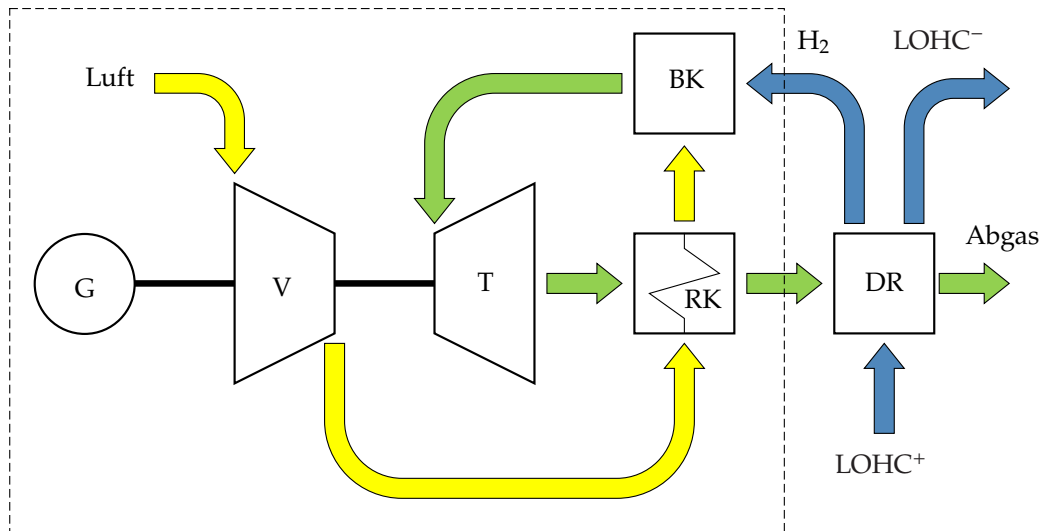 H₂
LOHC⁻
Luft
BK
Abgas
G
V
T
RK
DR
LOHC⁺